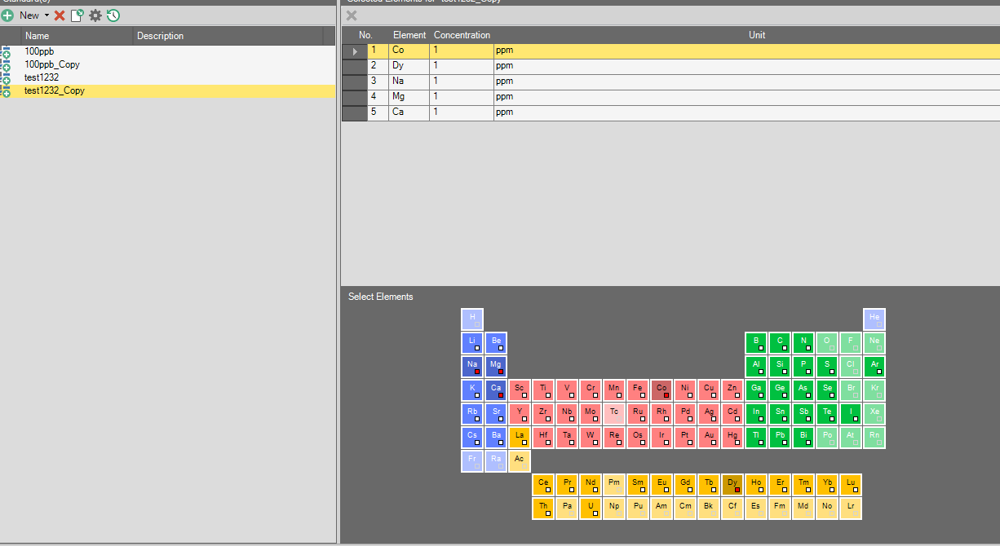 Standard(s)
New
Name Description
100ppb
100ppb_Copy
test1232
test1232_Copy
Selected Elements for "test1232_Copy"
No. Element Concentration Unit
1 Co 1 ppm
2 Dy 1 ppm
3 Na 1 ppm
4 Mg 1 ppm
5 Ca 1 ppm
Select Elements
H He
Li Be B C N O F Ne
Na Mg Al Si P S Cl Ar
K Ca Sc Ti V Cr Mn Fe Co Ni Cu Zn Ga Ge As Se Br Kr
Rb Sr Y Zr Nb Mo Tc Ru Rh Pd Ag Cd In Sn Sb Te I Xe
Cs Ba La Hf Ta W Re Os Ir Pt Au Hg Tl Pb Bi Po At Rn
Fr Ra Ac
Ce Pr Nd Pm Sm Eu Gd Tb Dy Ho Er Tm Yb Lu
Th Pa U Np Pu Am Cm Bk Cf Es Fm Md No Lr